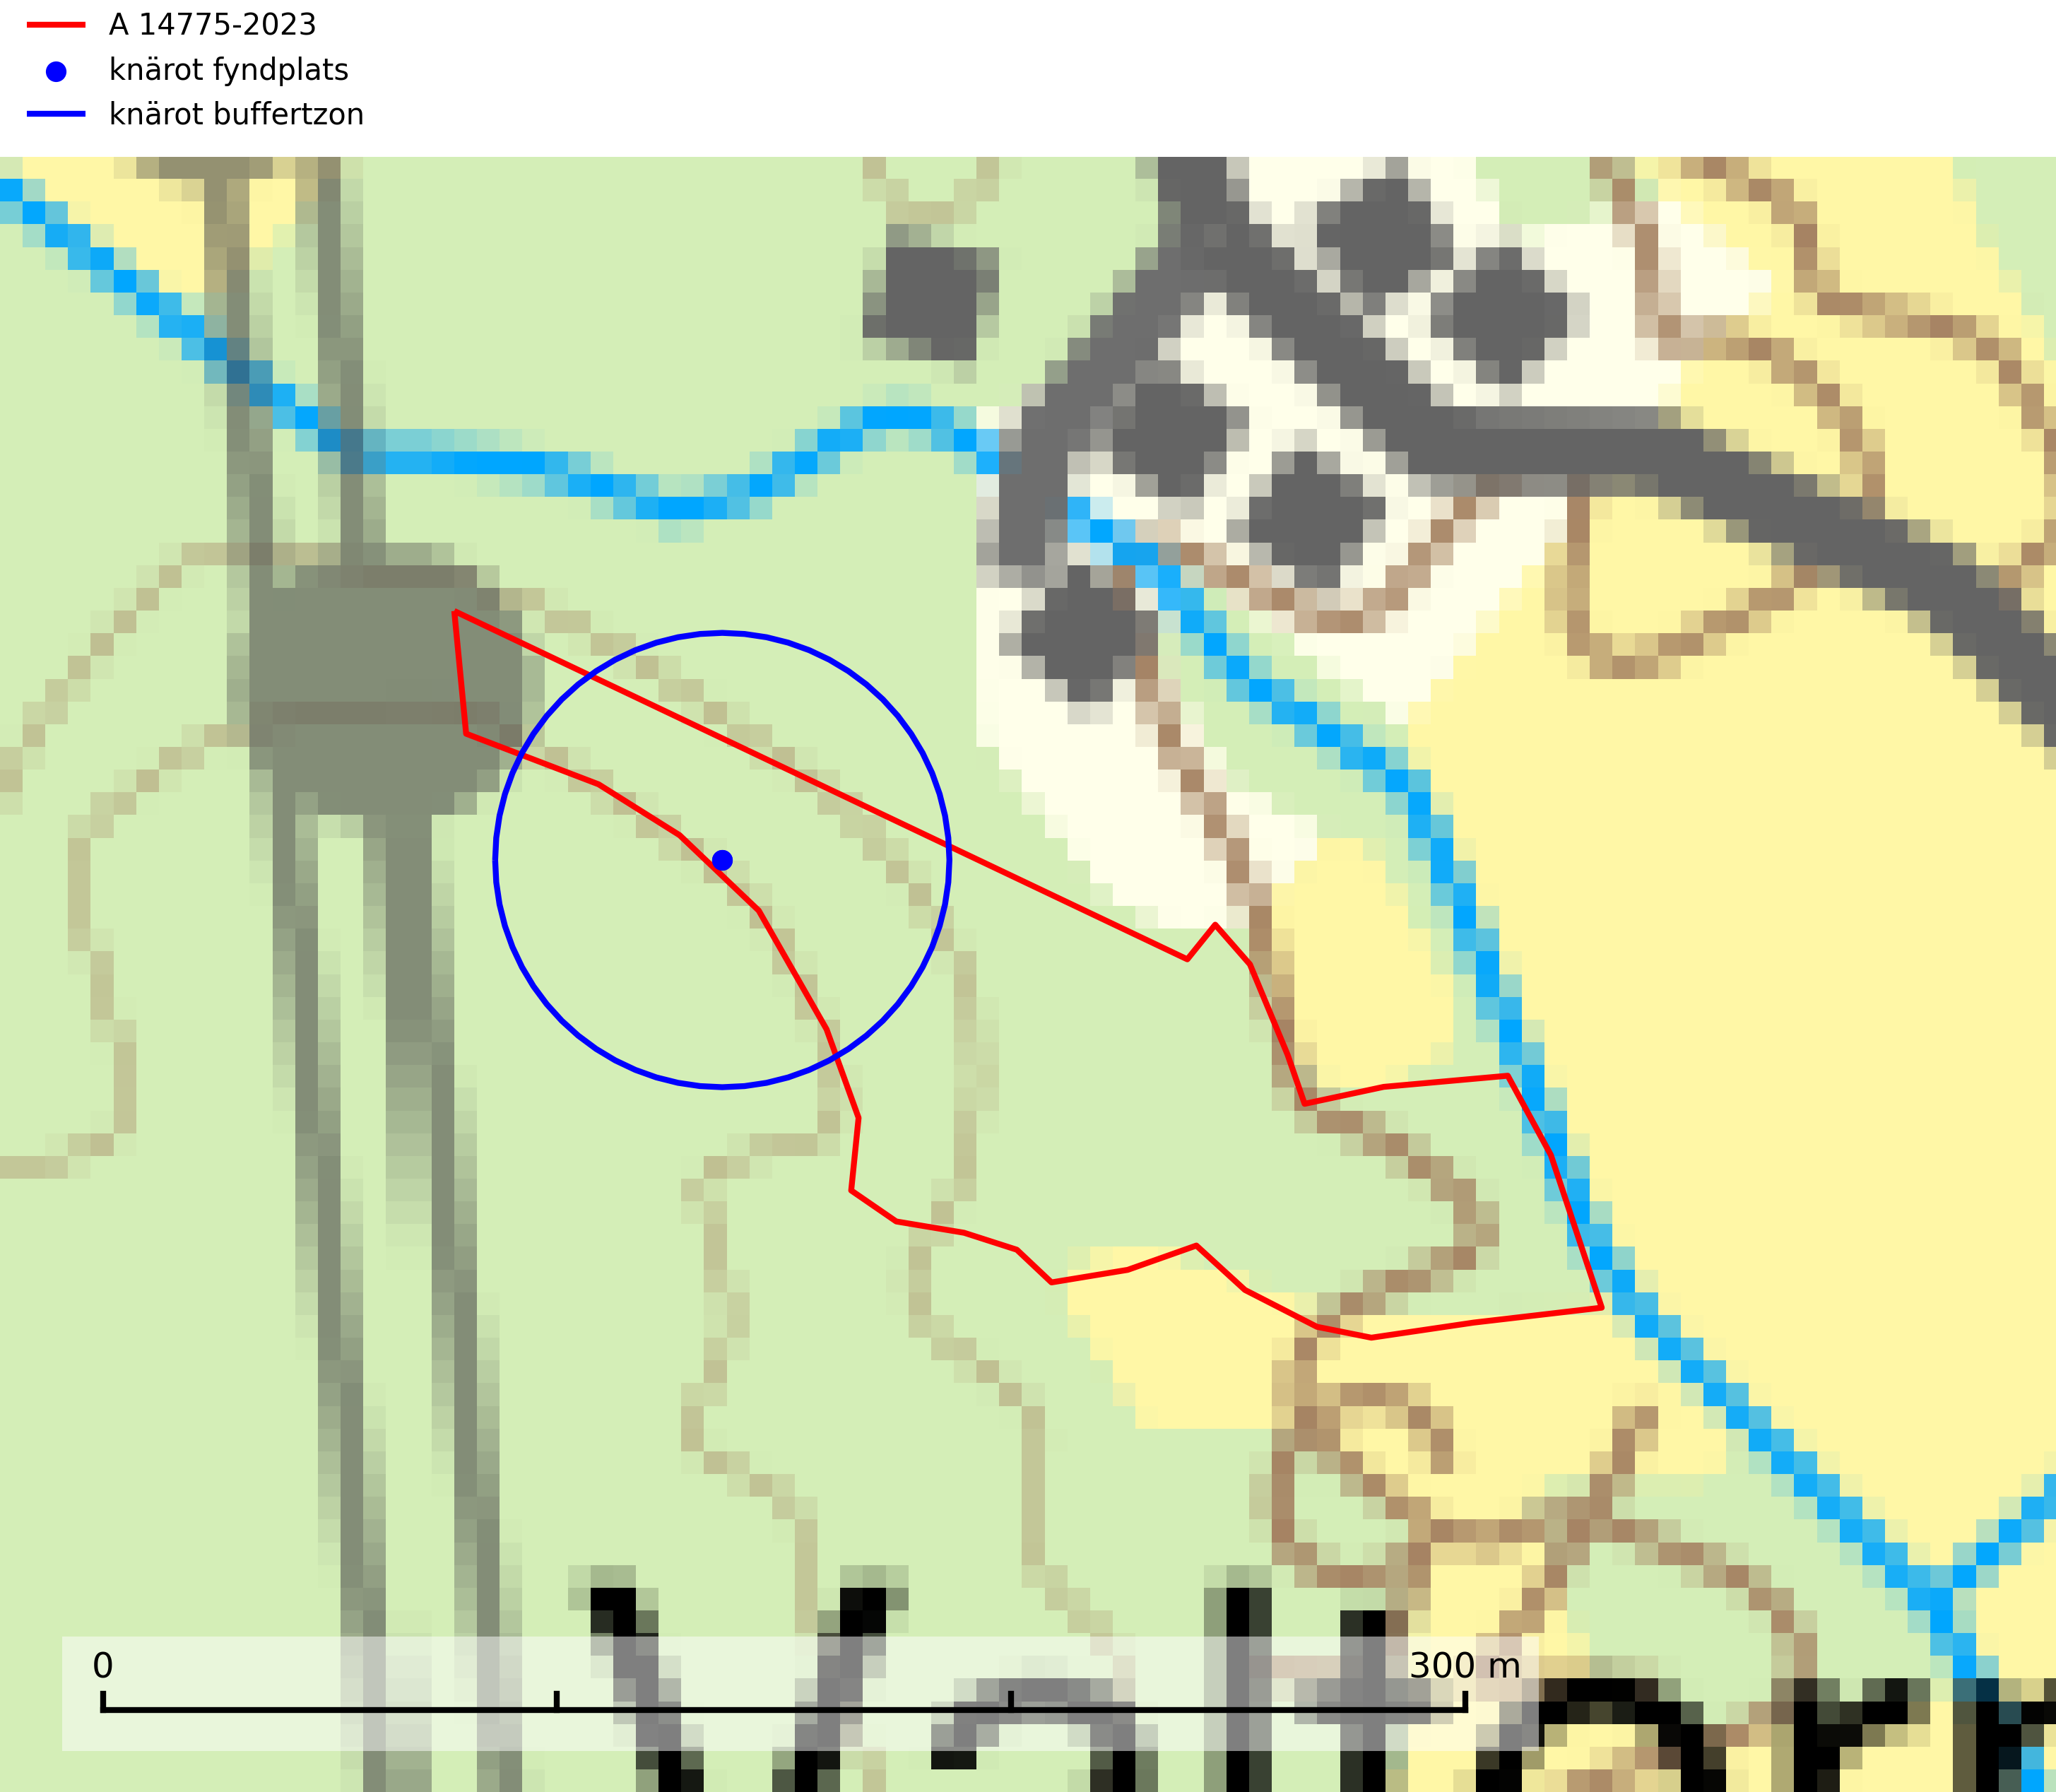 A 14775-2023
knärot fyndplats
knärot buffertzon
0 300 m